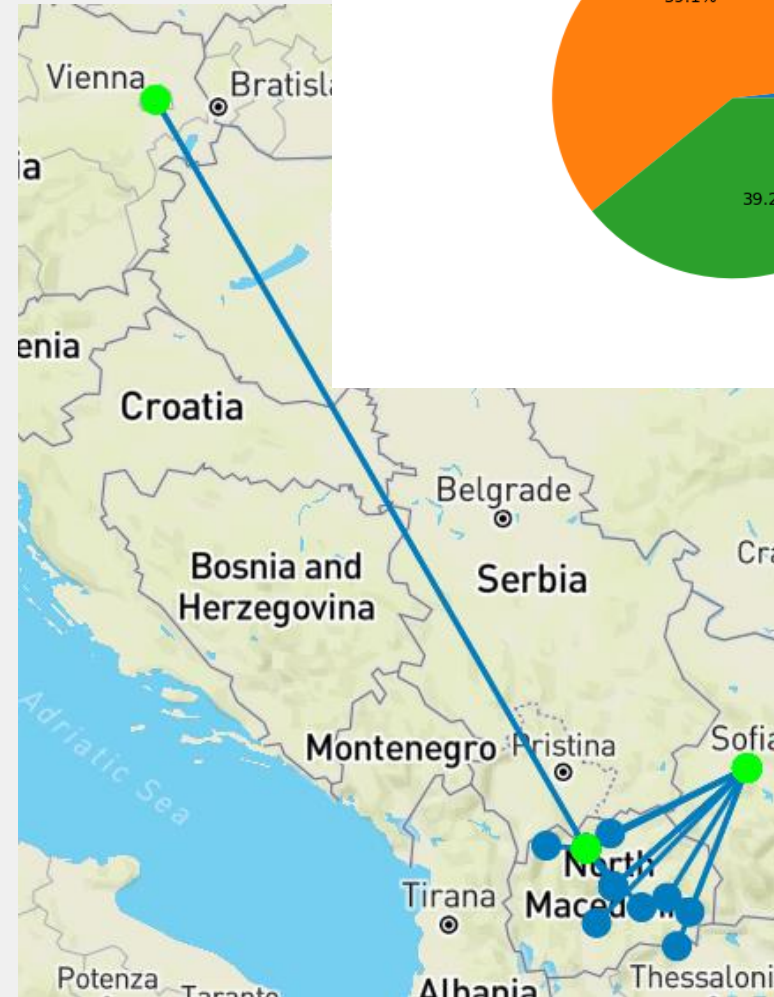 Vienna
Bratisl
ia
39.2
enia
Croatia
Belgrade
Cra
Bosnia and
Herzegovina
Serbia
Adriatic Sea
Montenegro
Pristina
Sofia
North
Tirana
Potenza
Thessaloni